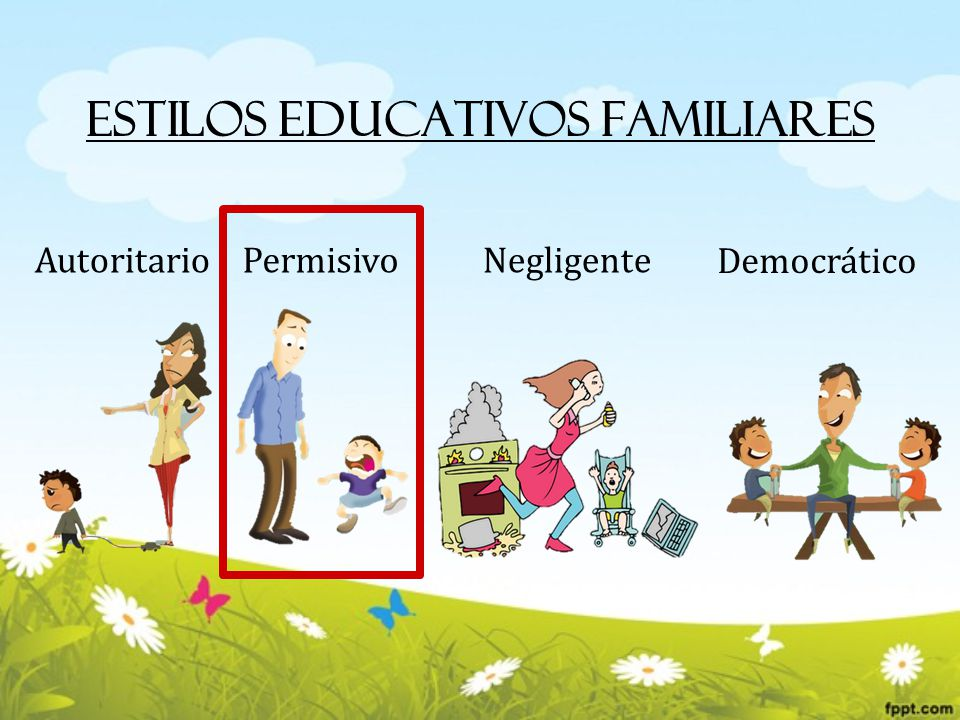 ESTILOS EDUCATIVOS FAMILIARES
Autoritario Permisivo Negligente Democrático
fppt.com